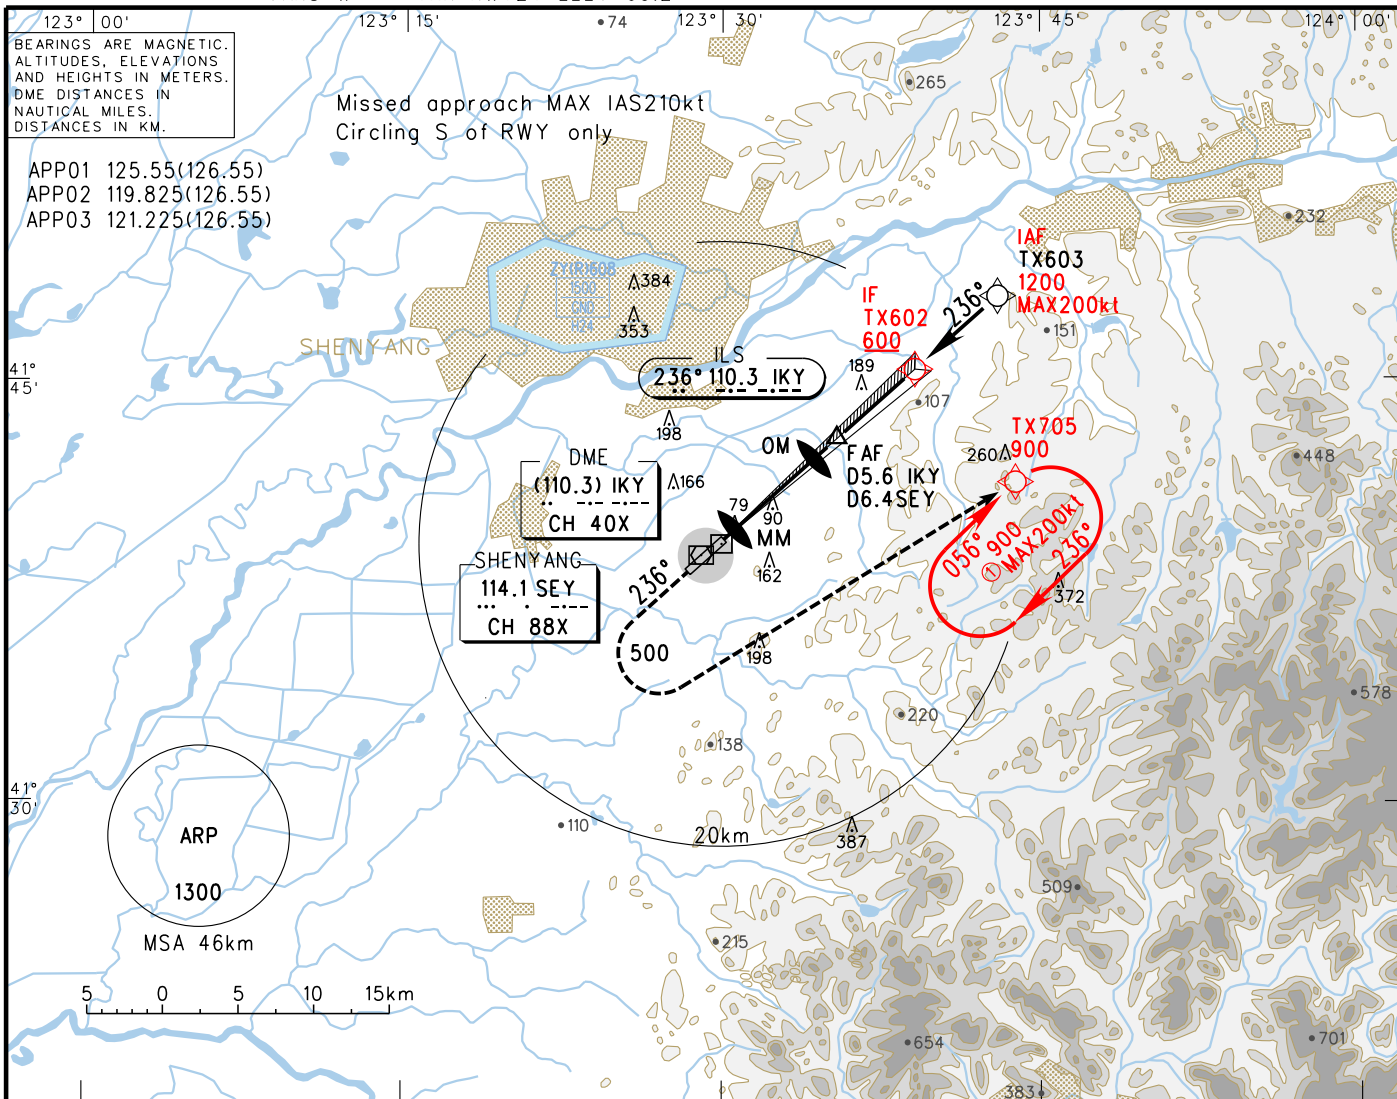 123° 00'
123° 15'
74
123° 30'
123° 45'
124° 00'
BEARINGS ARE MAGNETIC.
ALTITUDES, ELEVATIONS
AND HEIGHTS IN METERS.
DME DISTANCES IN
NAUTICAL MILES.
DISTANCES IN KM.
Missed approach MAX IAS210kt
Circling S of RWY only
265
APP01 125.55(126.55)
APP02 119.825(126.55)
APP03 121.225(126.55)
232
IAF
TX603
1200
MAX200kt
236°
151
ZYR1608
1500
GND
H24
384
353
SHENYANG
IF
TX602
600
41°
45'
ILS
236° 110.3 IKY
189
107
198
OM
FAF
D5.6 IKY
D6.4SEY
TX705
900
260
448
DME
(110.3) IKY
CH 40X
166
79
90
MM
162
SHENYANG
114.1 SEY
CH 88X
236°
056°
① 900
MAX200kt
236°
372
500
198
578
220
138
41°
30'
110
20km
387
ARP
1300
MSA 46km
509
215
5 0 5 10 15km
654
701
383